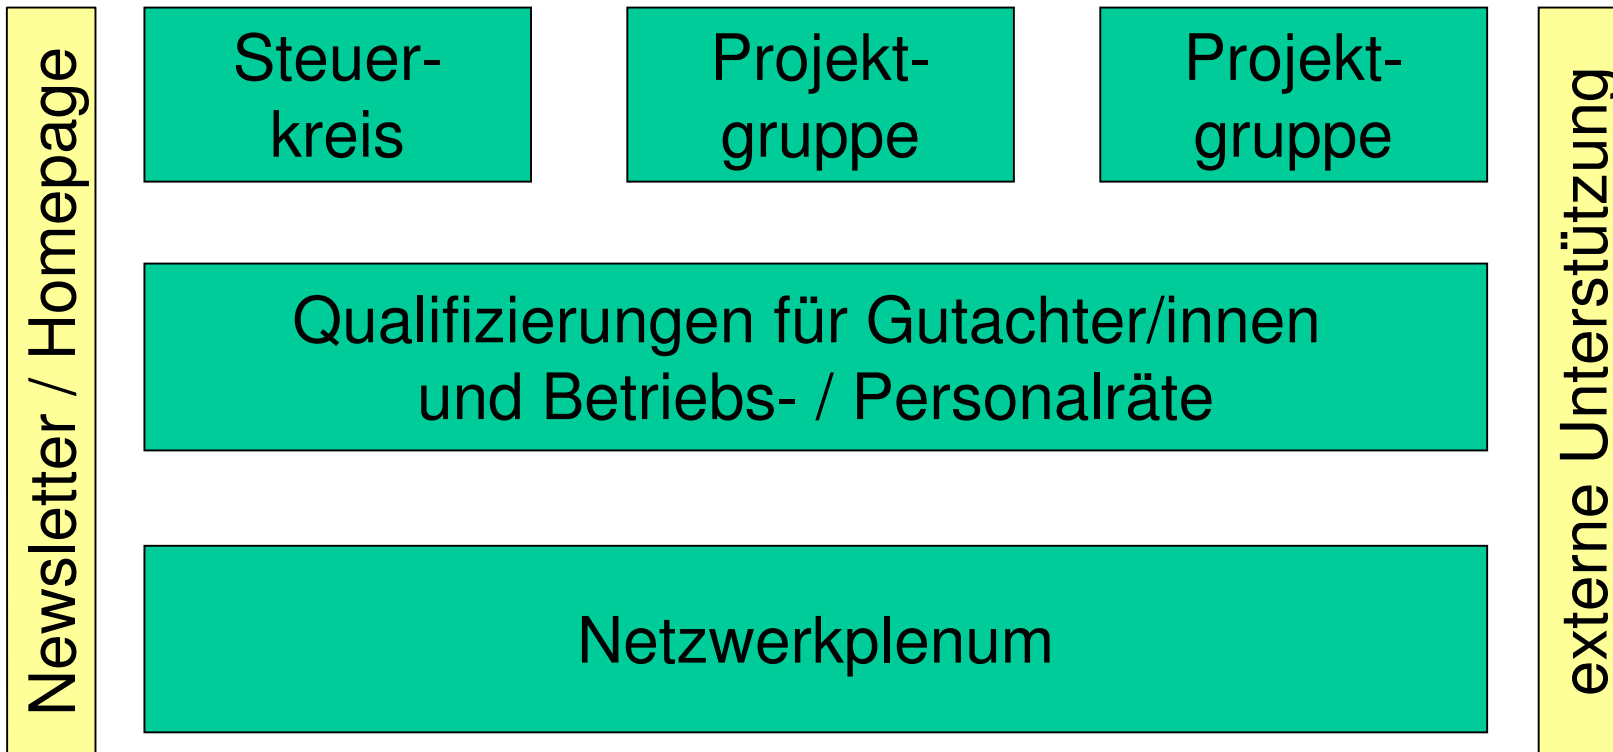 Newsletter / Homepage
Steuer-
kreis
Projekt-
gruppe
Projekt-
gruppe
Qualifizierungen für Gutachter/innen
und Betriebs- / Personalräte
Netzwerkplenum
externe Unterstützung